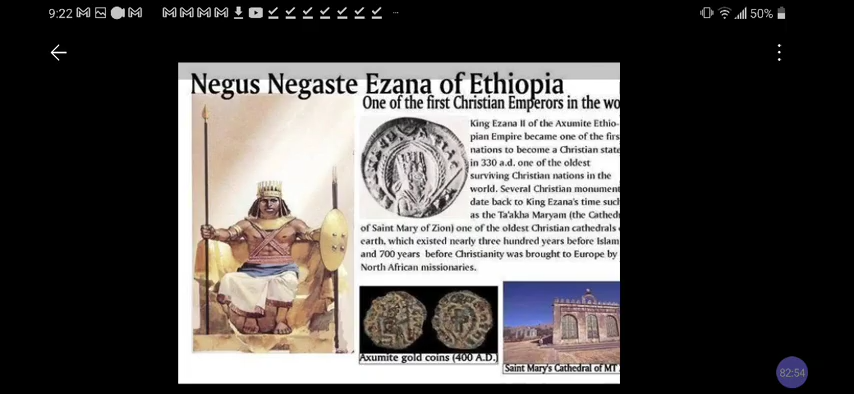 9:22
50%
Negus Negaste Ezana of Ethiopia
One of the first Christian Emperors in the wo
King Ezana II of the Axumite Ethio-
pian Empire became one of the firs
nations to become a Christian state
in 330 a.d. one of the oldest
surviving Christian nations in the
world. Several Christian monument
date back to King Ezana's time such
as the Ta'akha Maryam (the Cathedr
of Saint Mary of Zion) one of the oldest Christian cathedrals
earth, which existed nearly three hundred years before Islam
and 700 years before Christianity was brought to Europe by
North African missionaries.
Axumite gold coins (400 A.D.)
Saint Mary's Cathedral of MT
82:54